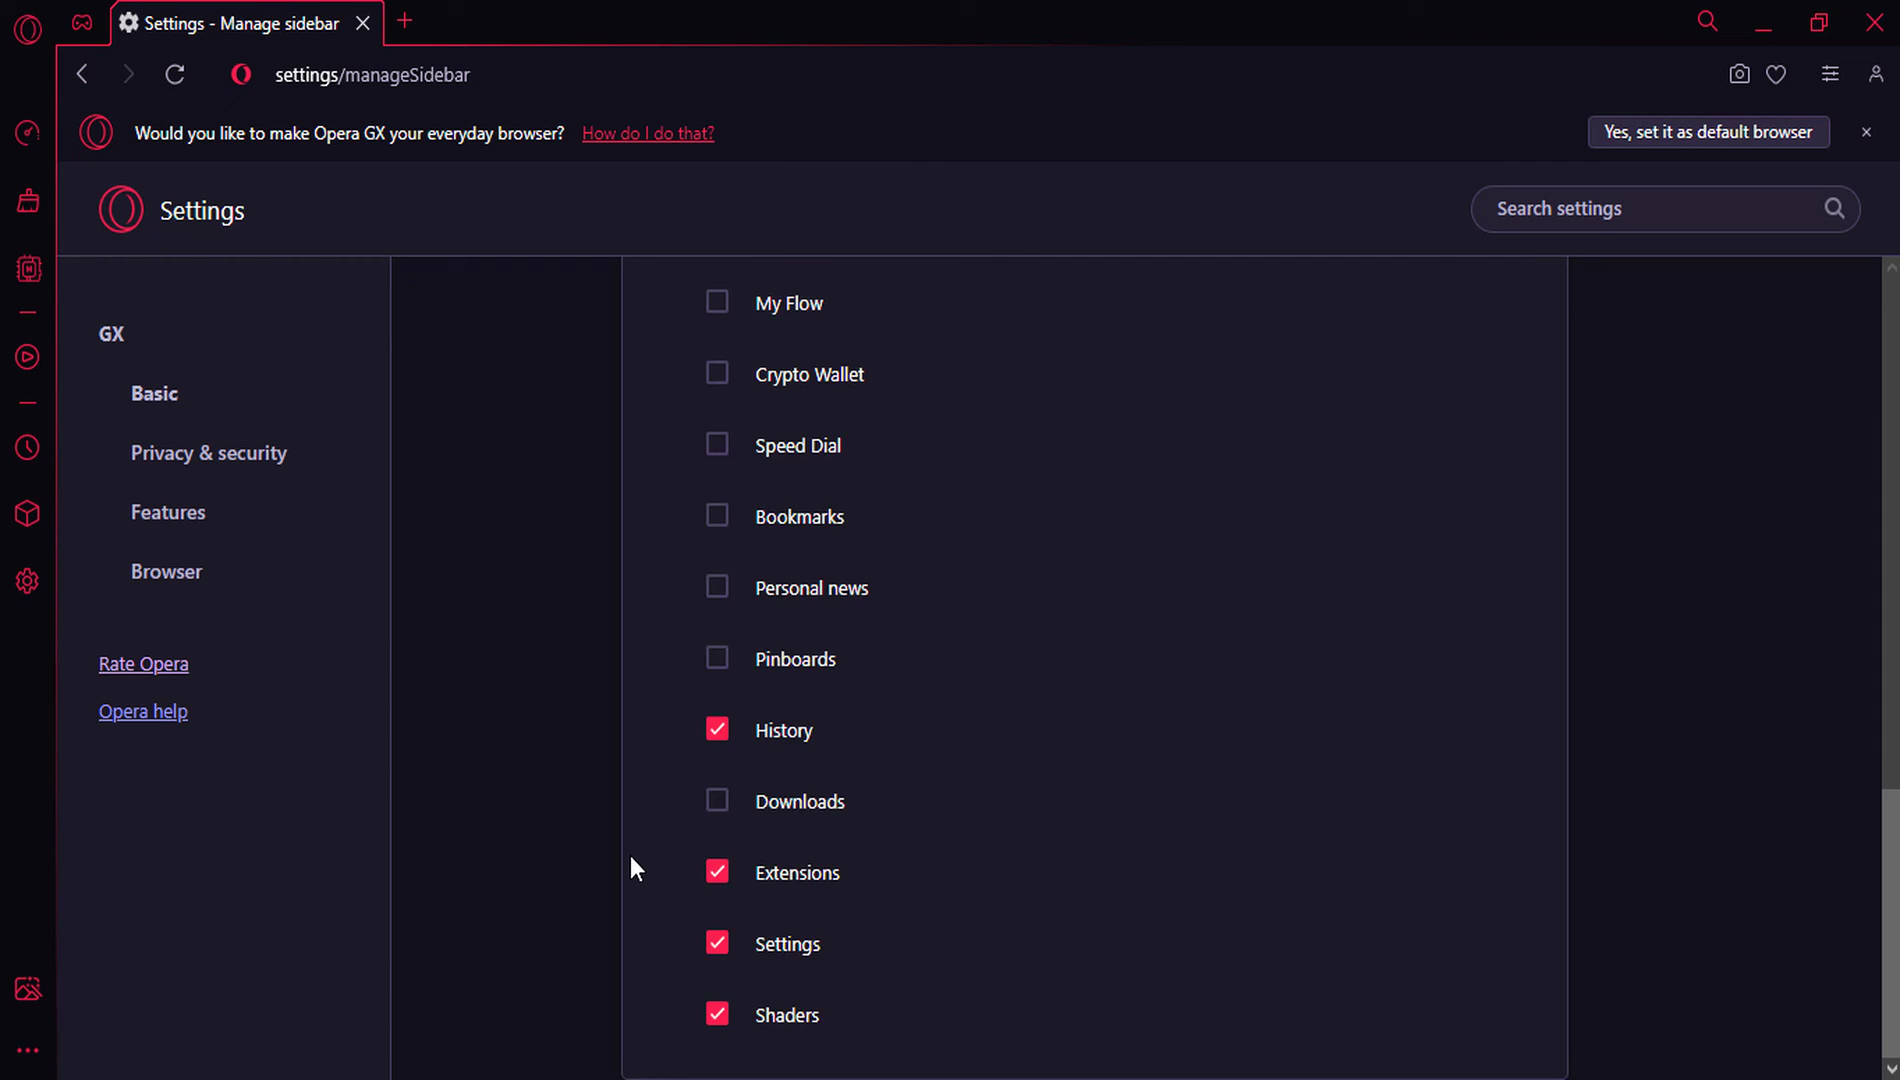 Settings - Manage sidebar
settings/manageSidebar
Would you like to make Opera GX your everyday browser? How do I do that? Yes, set it as default browser
Settings
Search settings
GX
Basic
Privacy & security
Features
Browser
Rate Opera
Opera help
My Flow
Crypto Wallet
Speed Dial
Bookmarks
Personal news
Pinboards
History
Downloads
Extensions
Settings
Shaders